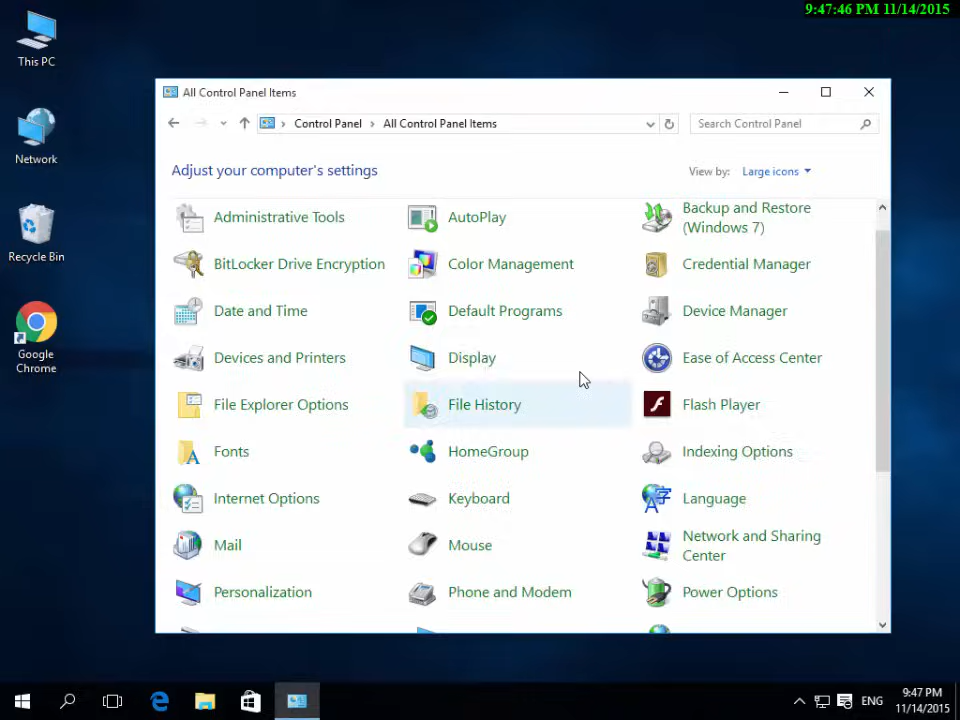 9:47:46 PM 11/14/2015
This PC
Network
Recycle Bin
Google
Chrome
All Control Panel Items
Control Panel
All Control Panel Items
Search Control Panel
Adjust your computer's settings
View by:
Large icons
Administrative Tools
AutoPlay
Backup and Restore
(Windows 7)
BitLocker Drive Encryption
Color Management
Credential Manager
Date and Time
Default Programs
Device Manager
Devices and Printers
Display
Ease of Access Center
File Explorer Options
File History
Flash Player
Fonts
HomeGroup
Indexing Options
Internet Options
Keyboard
Language
Mail
Mouse
Network and Sharing
Center
Personalization
Phone and Modem
Power Options
ENG
9:47 PM
11/14/2015